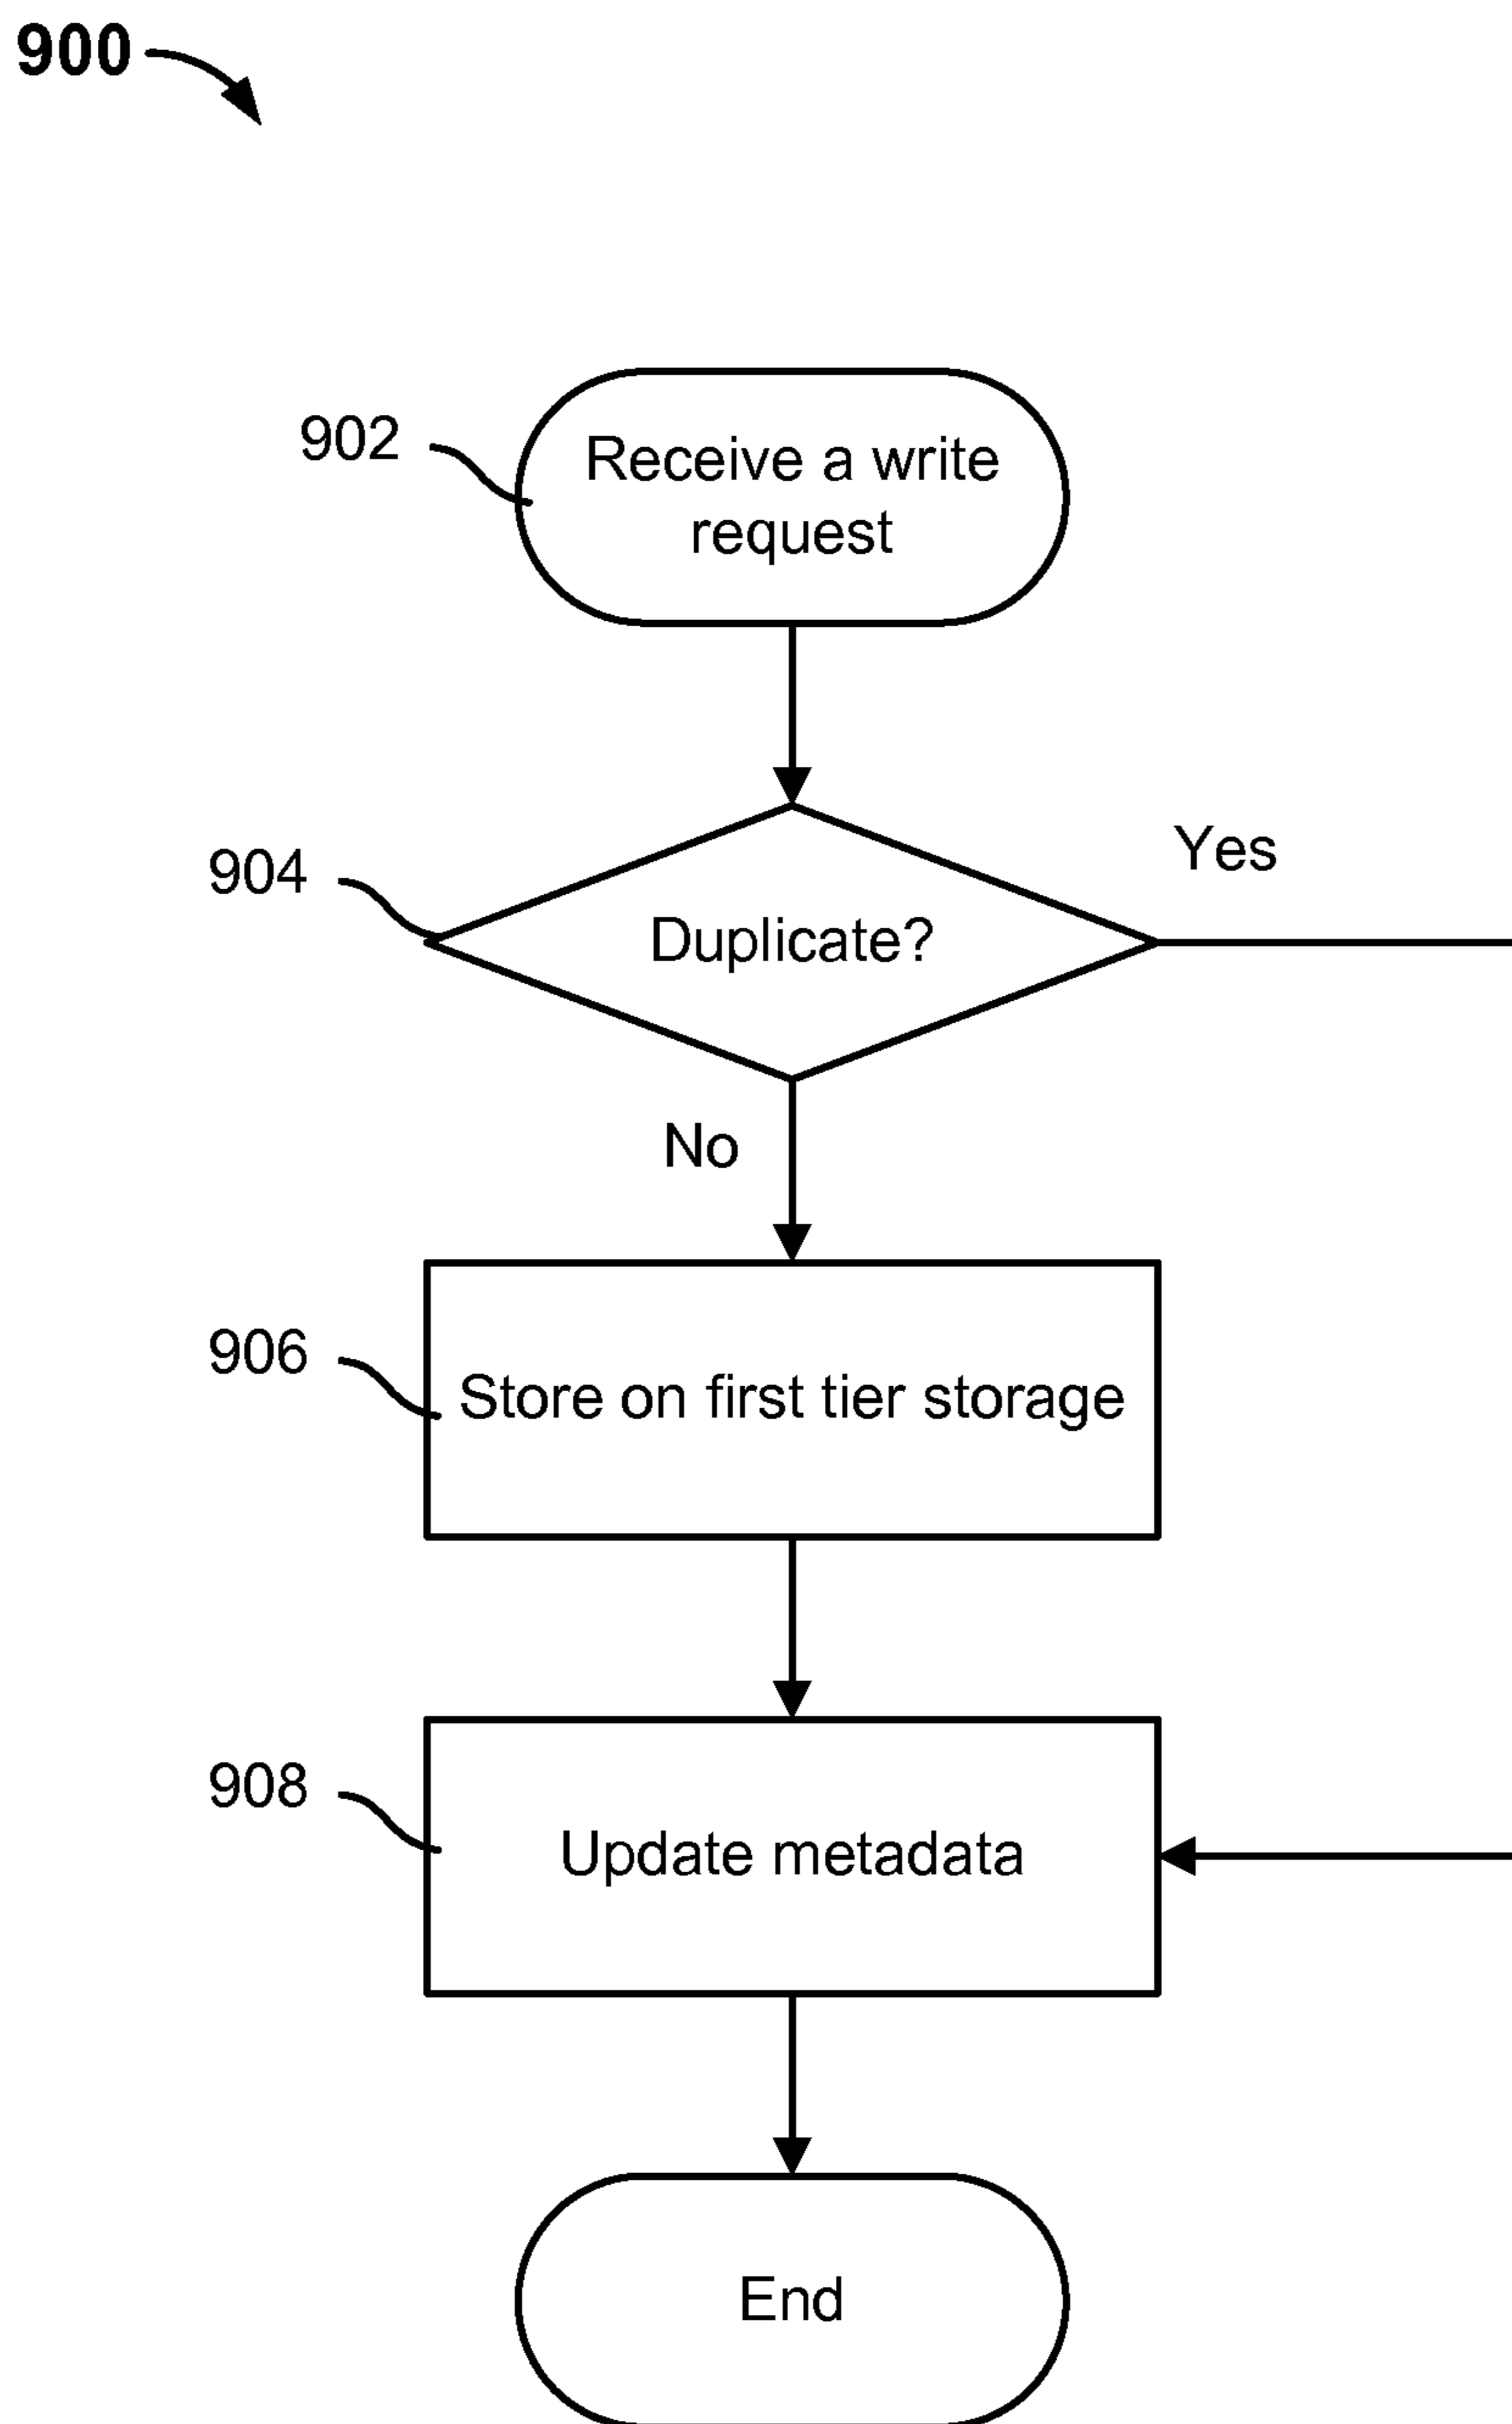 900
902
Receive a write
request
904
Duplicate?
Yes
No
906
Store on first tier storage
908
Update metadata
End